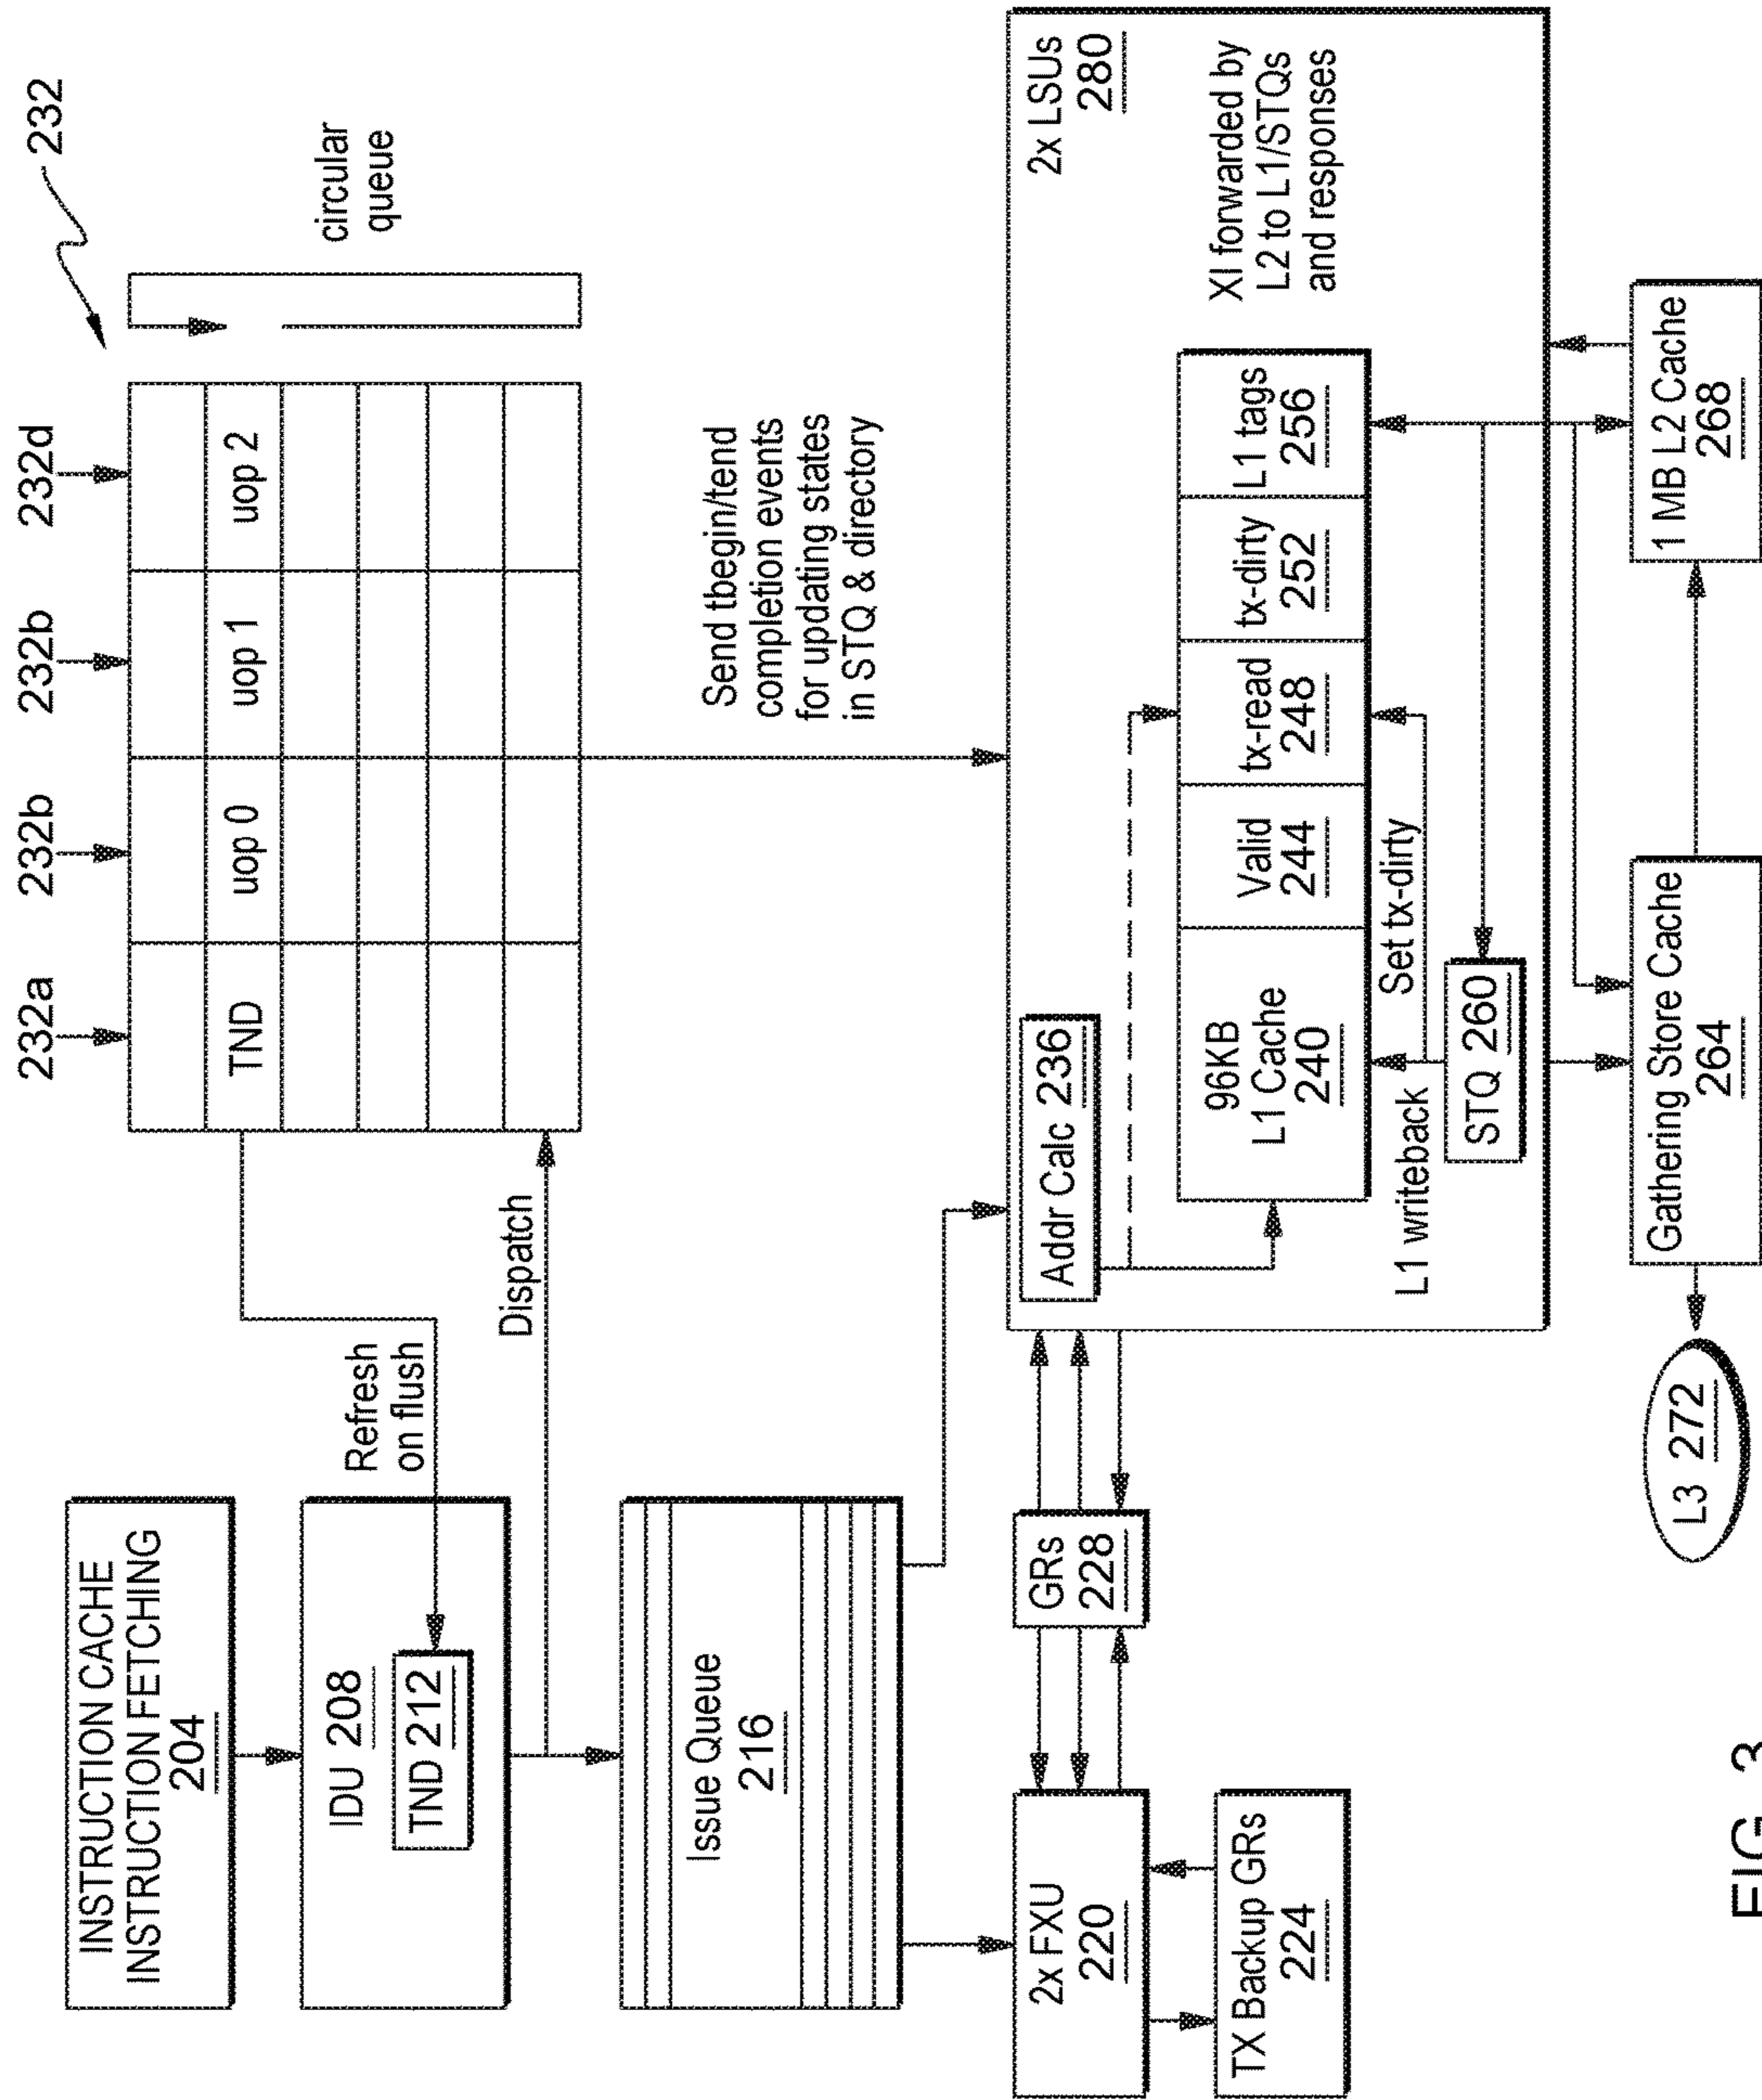 INSTRUCTION CACHE
INSTRUCTION FETCHING
204
IDU 208
TND 212
Refresh
on flush
Dispatch
232a
232b
232b
232d
232
TND
uop 0
uop 1
uop 2
circular
queue
Issue Queue
216
Send tbegin/tend
completion events
for updating states
in STQ & directory
2x FXU
220
TX Backup GRs
224
GRs
228
2x LSUs
280
Addr Calc 236
96KB
L1 Cache
240
Valid
244
tx-read
248
tx-dirty
252
L1 tags
256
XI forwarded by
L2 to L1/STQs
and responses
L1 writeback
Set tx-dirty
STQ 260
L3 272
Gathering Store Cache
264
1 MB L2 Cache
268
FIG. 3